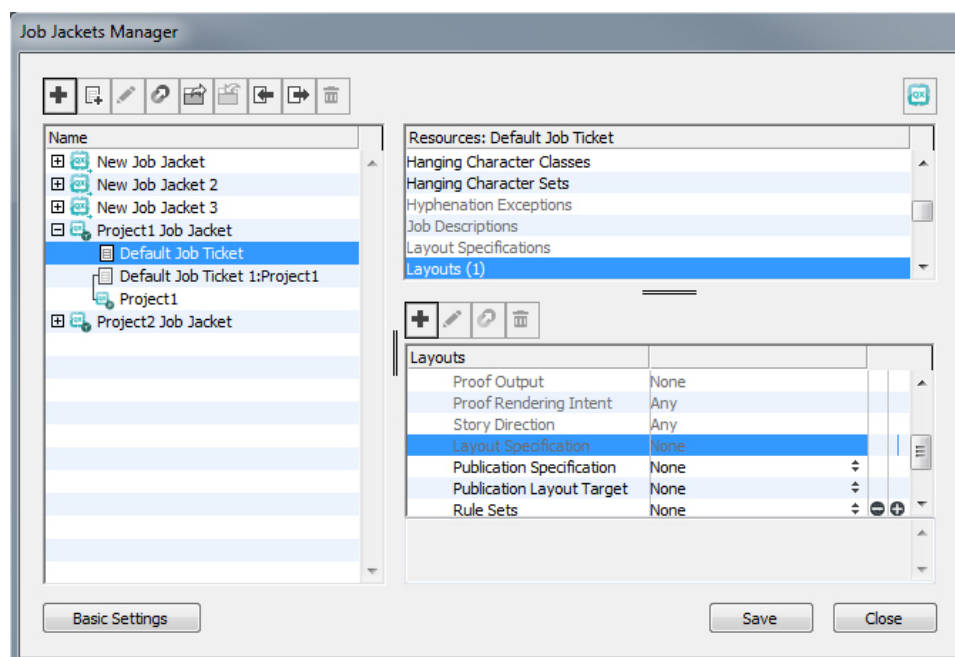 Job Jackets Manager
Name
New Job Jacket
New Job Jacket 2
New Job Jacket 3
Project1 Job Jacket
Default Job Ticket
Default Job Ticket 1:Project1
Project1
Project2 Job Jacket
Resources: Default Job Ticket
Hanging Character Classes
Hanging Character Sets
Hyphenation Exceptions
Job Descriptions
Layout Specifications
Layouts (1)
Layouts
Proof Output None
Proof Rendering Intent Any
Story Direction Any
Layout Specification None
Publication Specification None
Publication Layout Target None
Rule Sets None
Basic Settings
Save
Close